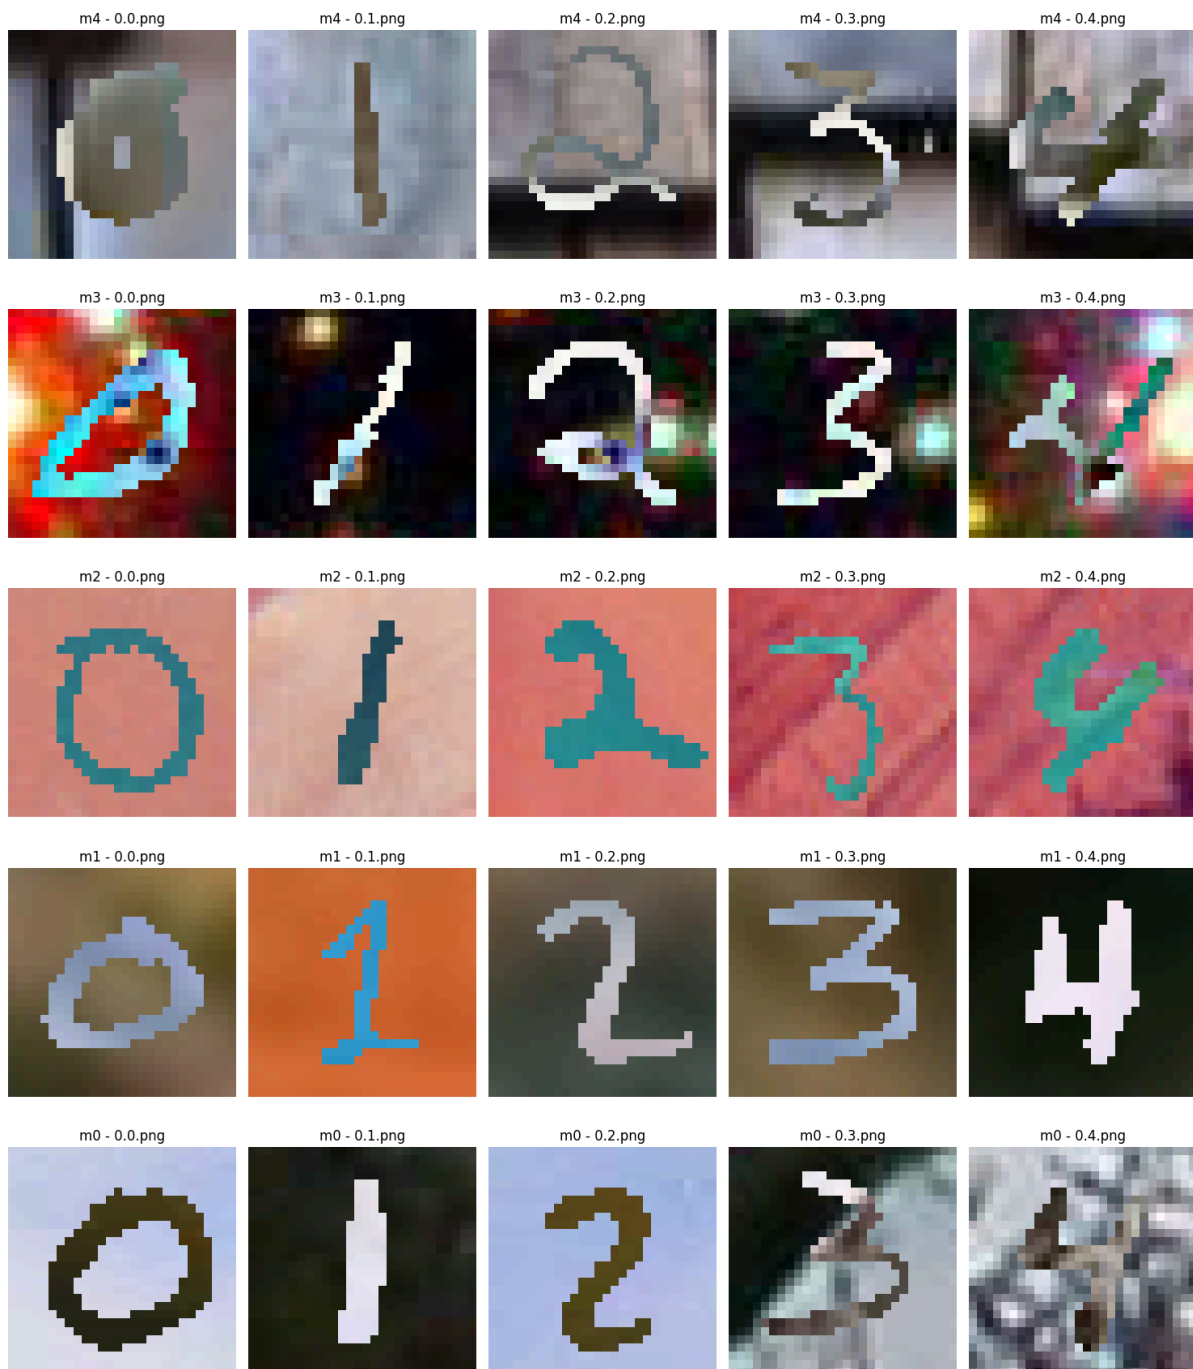 m4 - 0.0.png m4 - 0.1.png m4 - 0.2.png m4 - 0.3.png m4 - 0.4.png
0 1 2 3 4
m3 - 0.0.png m3 - 0.1.png m3 - 0.2.png m3 - 0.3.png m3 - 0.4.png
0 1 2 3 4
m2 - 0.0.png m2 - 0.1.png m2 - 0.2.png m2 - 0.3.png m2 - 0.4.png
0 1 2 3 4
m1 - 0.0.png m1 - 0.1.png m1 - 0.2.png m1 - 0.3.png m1 - 0.4.png
0 1 2 3 4
m0 - 0.0.png m0 - 0.1.png m0 - 0.2.png m0 - 0.3.png m0 - 0.4.png
0 1 2 3 4